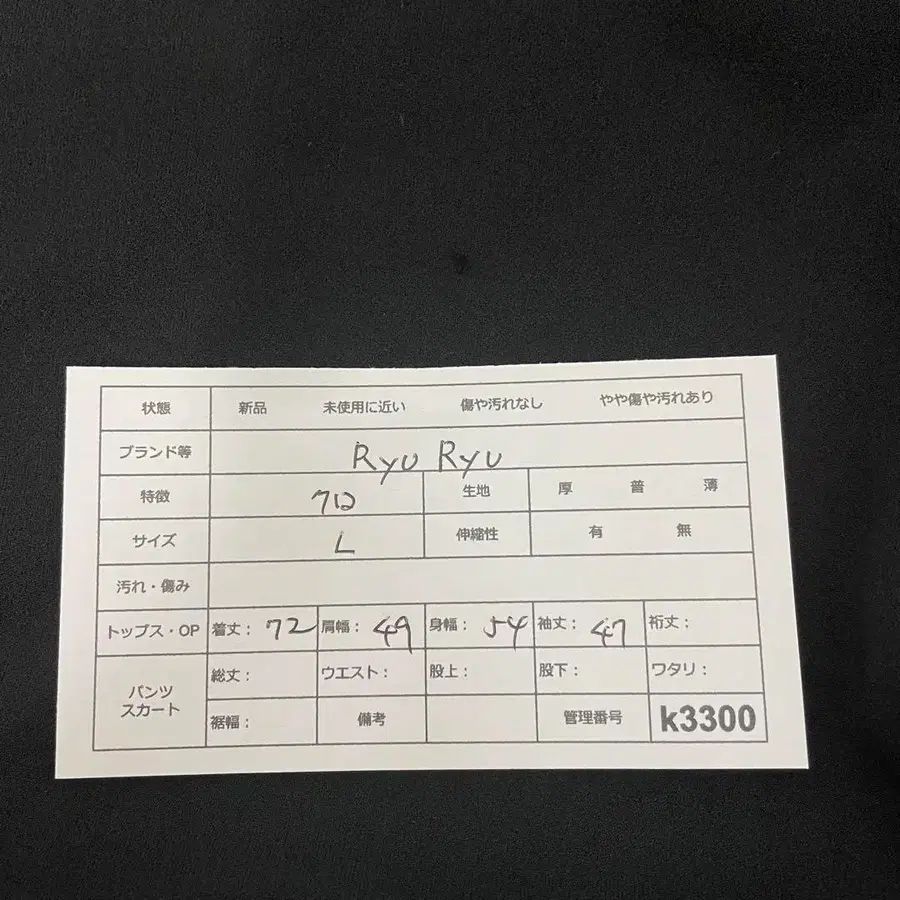 状態 新品 未使用に近い 傷や汚れなし やや傷や汚れあり
ブランド等 RyU RyU
特徴 クロ 生地 厚 普 薄
サイズ L 伸縮性 有 無
汚れ・傷み
トップス・OP 着丈： 72 肩幅： 49 身幅： 54 袖丈： 47 裄丈：
パンツ スカート 総丈： ウエスト： 股上： 股下： ワタリ：
裾幅： 備考 管理番号 k3300